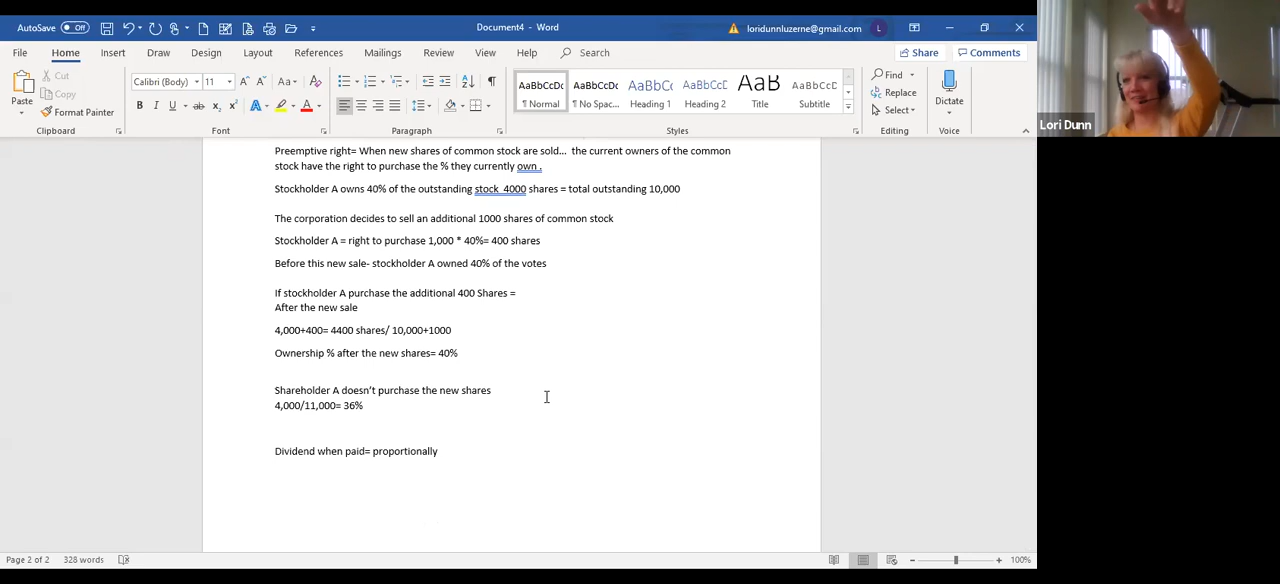 AutoSave Off Document4 - Word loridunnluzerne@gmail.com L
File Home Insert Draw Design Layout References Mailings Review View Help Search Share Comments
Paste Cut Copy Format Painter Clipboard
Calibri (Body) 11 Font
Paragraph
AaBbCcDc AaBbCcDc AaBbC AaBbCcD AaB AaBbCcD
¶ Normal ¶ No Spac... Heading 1 Heading 2 Title Subtitle Styles
Find Replace Select Editing
Dictate Voice
Lori Dunn
Preemptive right= When new shares of common stock are sold... the current owners of the common
stock have the right to purchase the % they currently own .
Stockholder A owns 40% of the outstanding stock 4000 shares = total outstanding 10,000
The corporation decides to sell an additional 1000 shares of common stock
Stockholder A = right to purchase 1,000 * 40%= 400 shares
Before this new sale- stockholder A owned 40% of the votes
If stockholder A purchase the additional 400 Shares =
After the new sale
4,000+400= 4400 shares/ 10,000+1000
Ownership % after the new shares= 40%
Shareholder A doesn't purchase the new shares
4,000/11,000= 36%
Dividend when paid= proportionally
Page 2 of 2 328 words 100%